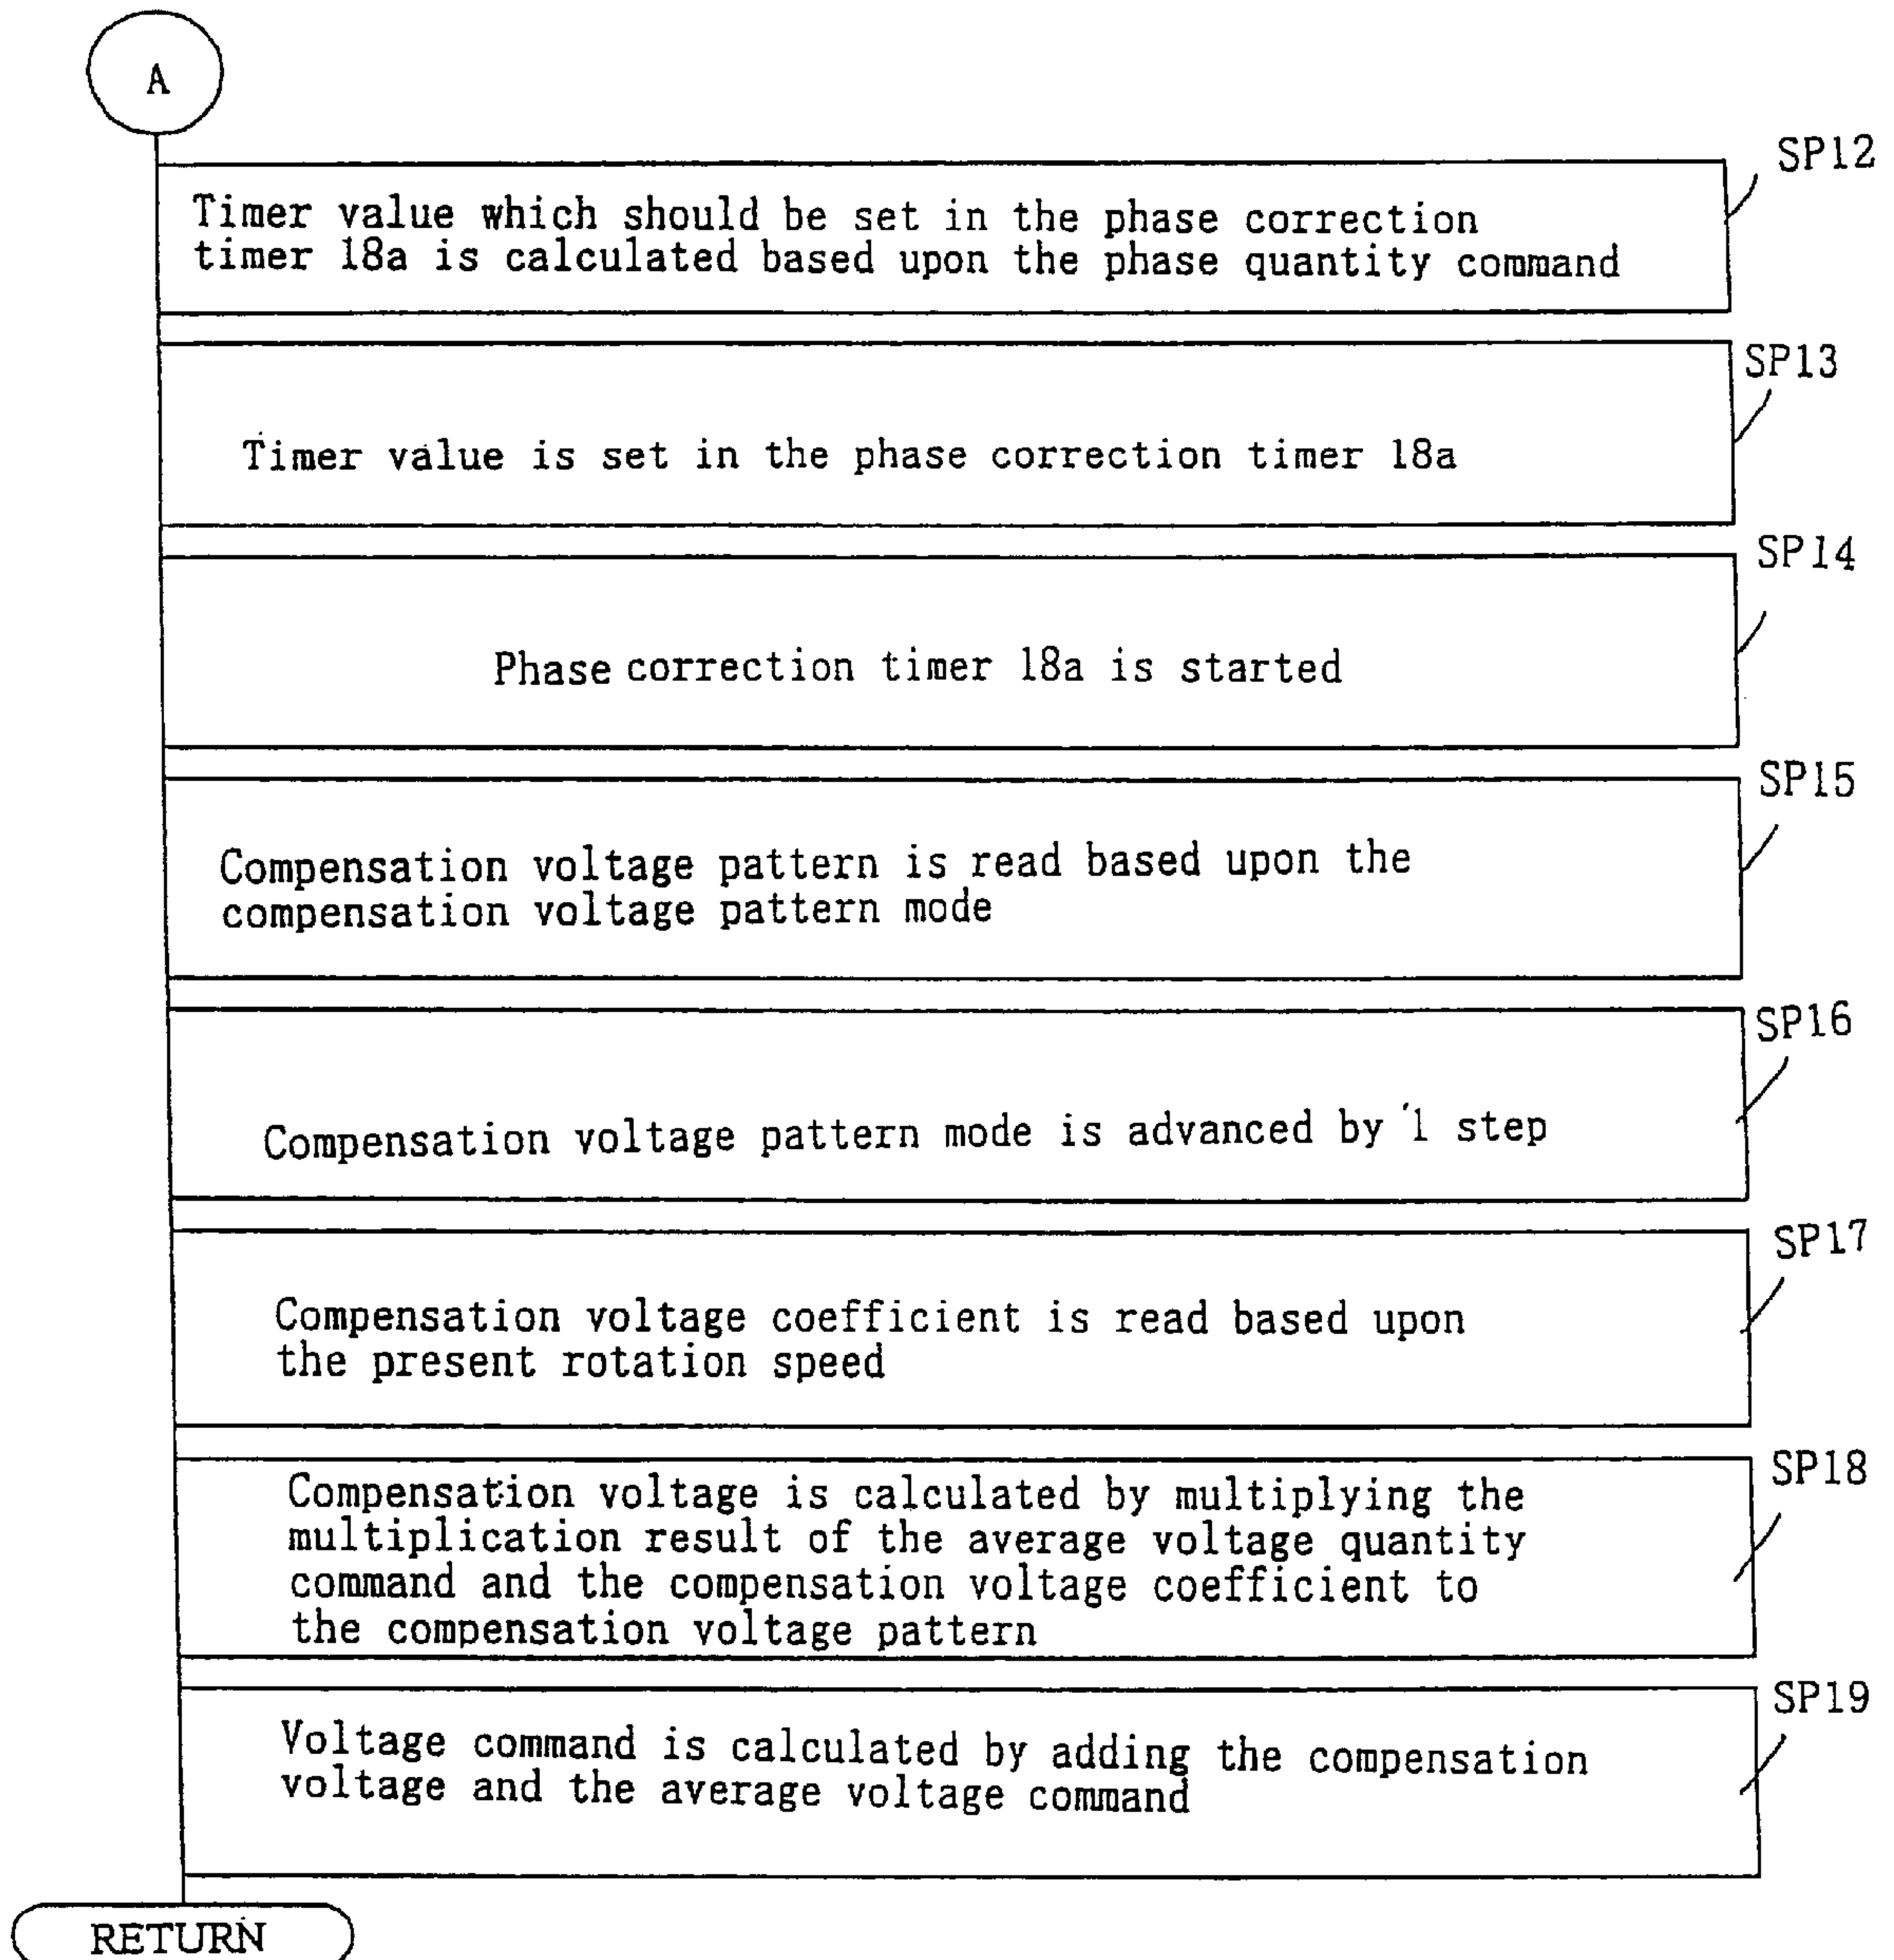 A
SP12
Timer value which should be set in the phase correction
timer 18a is calculated based upon the phase quantity command
SP13
Timer value is set in the phase correction timer 18a
SP14
Phase correction timer 18a is started
SP15
Compensation voltage pattern is read based upon the
compensation voltage pattern mode
SP16
Compensation voltage pattern mode is advanced by 1 step
SP17
Compensation voltage coefficient is read based upon
the present rotation speed
SP18
Compensation voltage is calculated by multiplying the
multiplication result of the average voltage quantity
command and the compensation voltage coefficient to
the compensation voltage pattern
SP19
Voltage command is calculated by adding the compensation
voltage and the average voltage command
RETURN